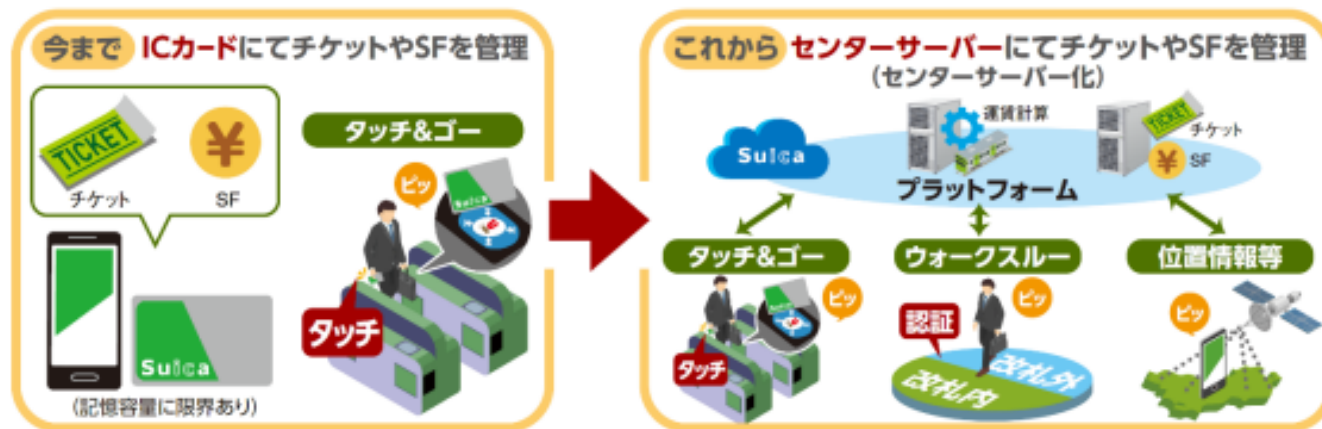 今まで ICカードにてチケットやSFを管理
TICKET
¥
チケット
SF
タッチ&ゴー
ピッ
Suica
タッチ
Suica
(記憶容量に限界あり)
これから センターサーバーにてチケットやSFを管理
(センターサーバー化)
Suica
運賃計算
TICKET
チケット
¥
SF
プラットフォーム
タッチ&ゴー
ピッ
タッチ
ウォークスルー
ピッ
認証
改札外
改札内
位置情報等
ピッ